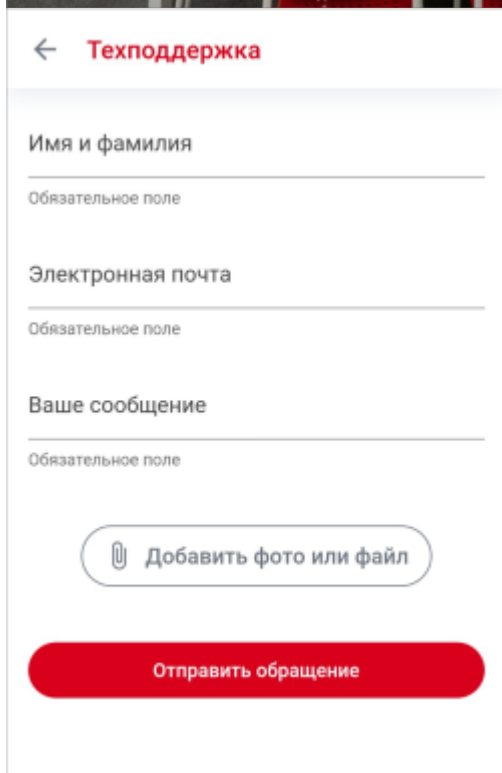 Техподдержка
Имя и фамилия
Обязательное поле
Электронная почта
Обязательное поле
Ваше сообщение
Обязательное поле
Добавить фото или файл
Отправить обращение